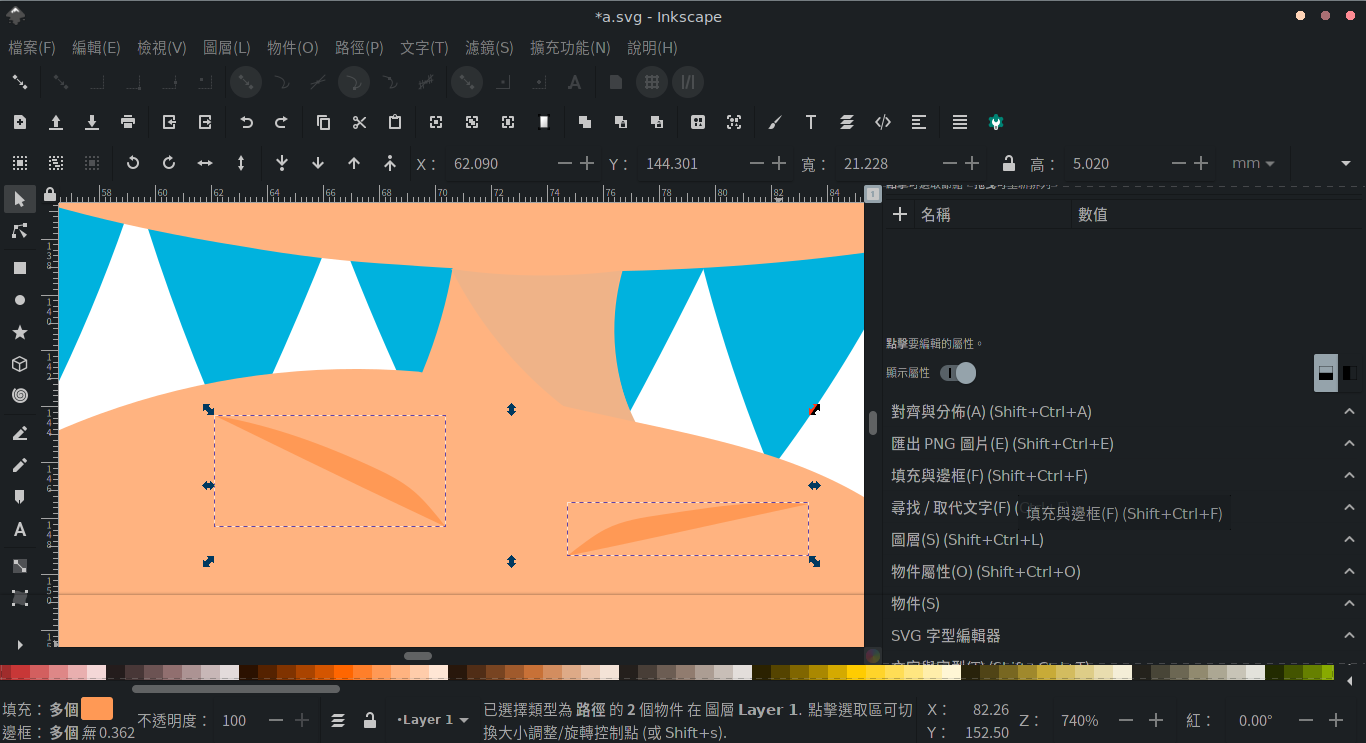 *a.svg - Inkscape
檔案(F) 編輯(E) 檢視(V) 圖層(L) 物件(O) 路徑(P) 文字(T) 濾鏡(S) 擴充功能(N) 說明(H)
X： 62.090 Y： 144.301 寬： 21.228 高： 5.020 mm
58 60 62 64 66 68 70 72 74 76 78 80 82 84
1
138
140
142
144
146
148
150
名稱 數值
點擊要編輯的屬性。
顯示屬性
對齊與分佈(A) (Shift+Ctrl+A)
匯出 PNG 圖片(E) (Shift+Ctrl+E)
填充與邊框(F) (Shift+Ctrl+F)
尋找 / 取代文字(F)
填充與邊框(F) (Shift+Ctrl+F)
圖層(S) (Shift+Ctrl+L)
物件屬性(O) (Shift+Ctrl+O)
物件(S)
SVG 字型編輯器
填充： 多個
邊框： 多個 無 0.362
不透明度： 100
•Layer 1
已選擇類型為 路徑 的 2 個物件 在 圖層 Layer 1. 點擊選取區可切
換大小調整/旋轉控制點 (或 Shift+s).
X： 82.26
Y： 152.50
Z： 740%
紅： 0.00°